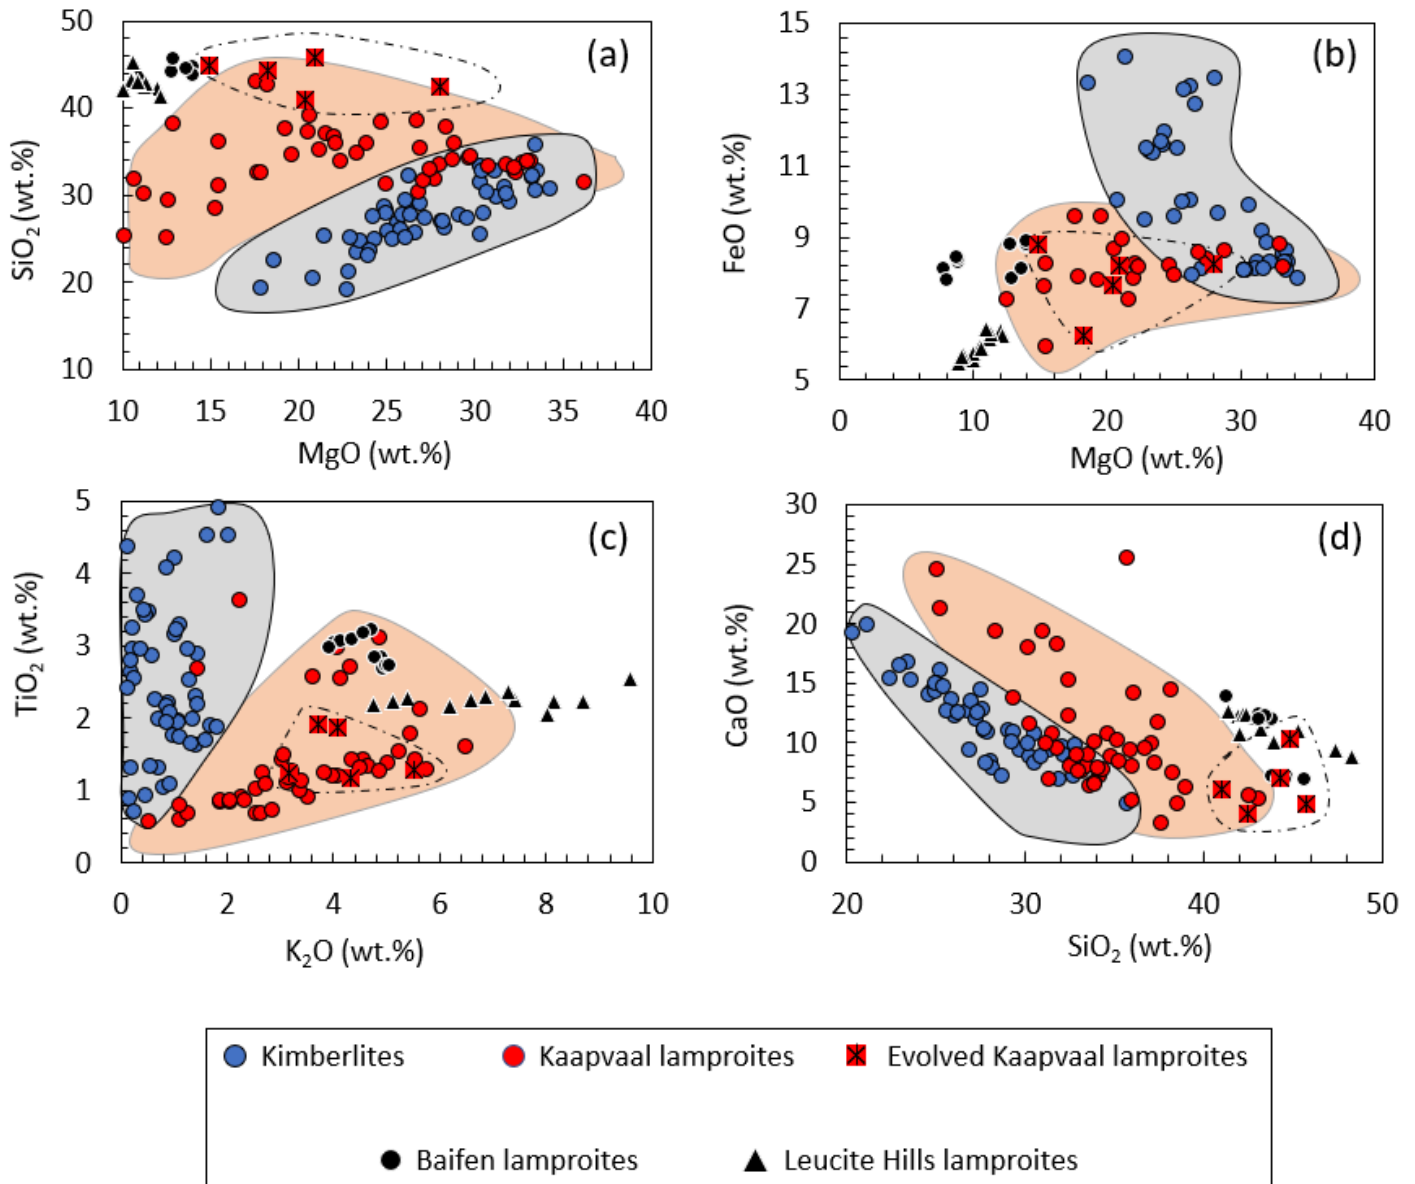 50
40
30
20
10
SiO₂ (wt.%)
(a)
10 15 20 25 30 35 40
MgO (wt.%)
15
13
11
9
7
5
FeO (wt.%)
(b)
0 10 20 30 40
MgO (wt.%)
5
4
3
2
1
0
TiO₂ (wt.%)
(c)
0 2 4 6 8 10
K₂O (wt.%)
30
25
20
15
10
5
0
CaO (wt.%)
(d)
20 30 40 50
SiO₂ (wt.%)
Kimberlites Kaapvaal lamproites Evolved Kaapvaal lamproites
Baifen lamproites Leucite Hills lamproites